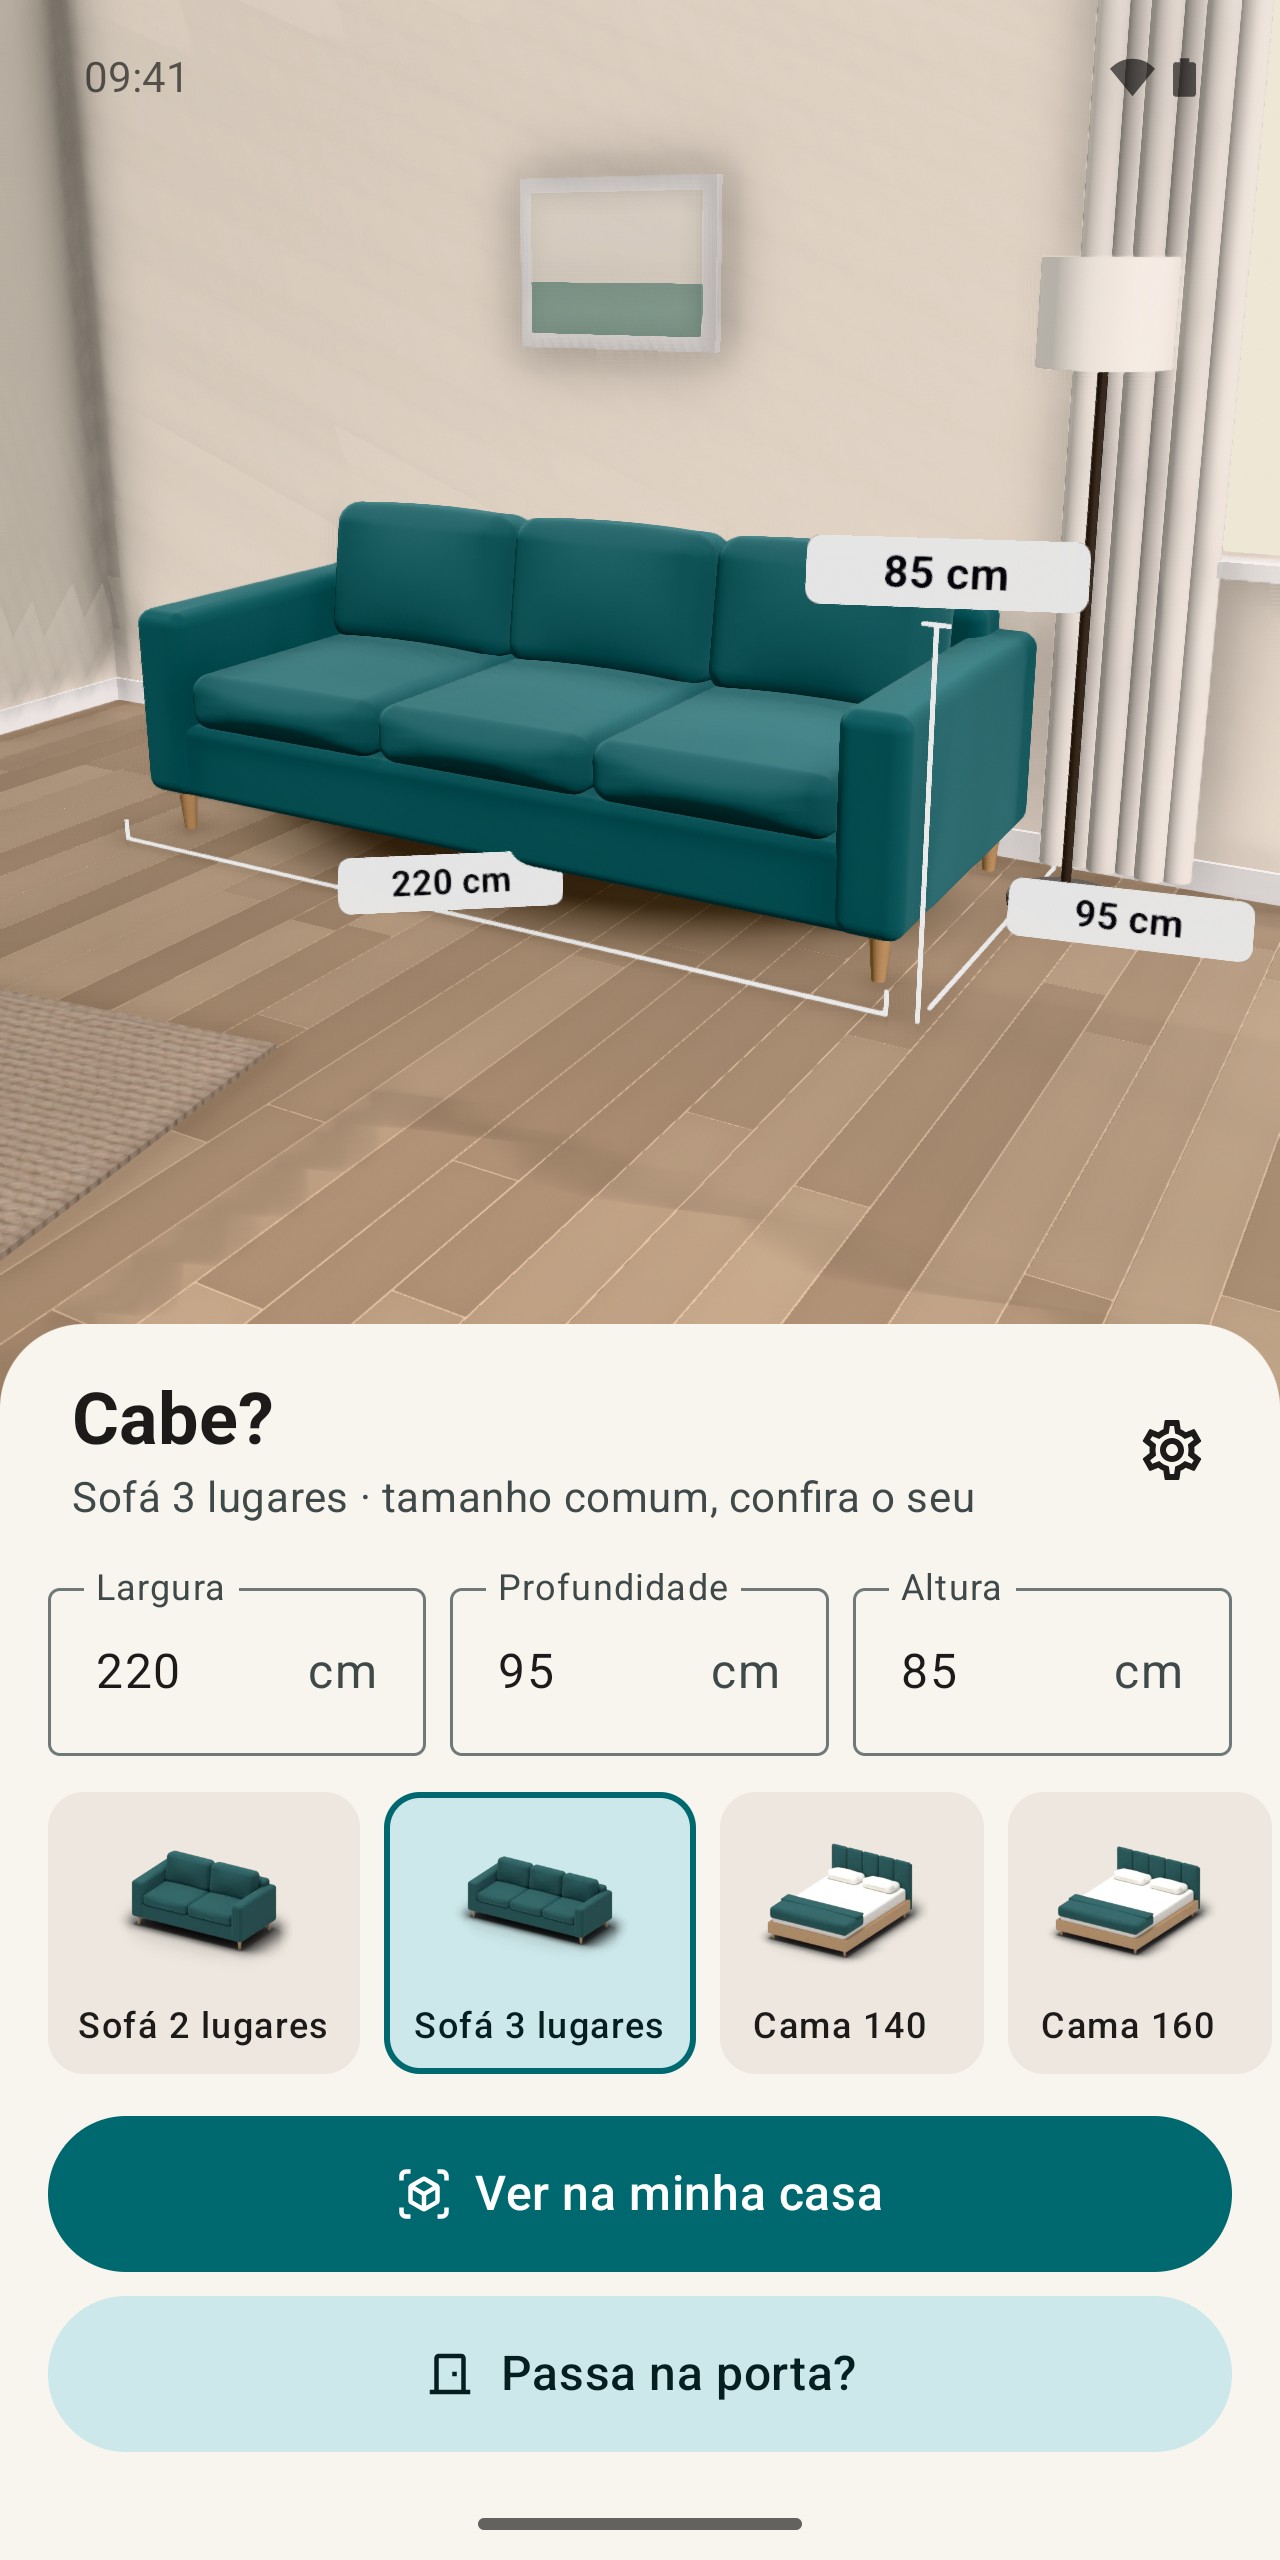 09:41
85 cm
220 cm
95 cm
Cabe?
Sofá 3 lugares · tamanho comum, confira o seu
Largura
Profundidade
Altura
220 cm
95 cm
85 cm
Sofá 2 lugares
Sofá 3 lugares
Cama 140
Cama 160
Ver na minha casa
Passa na porta?